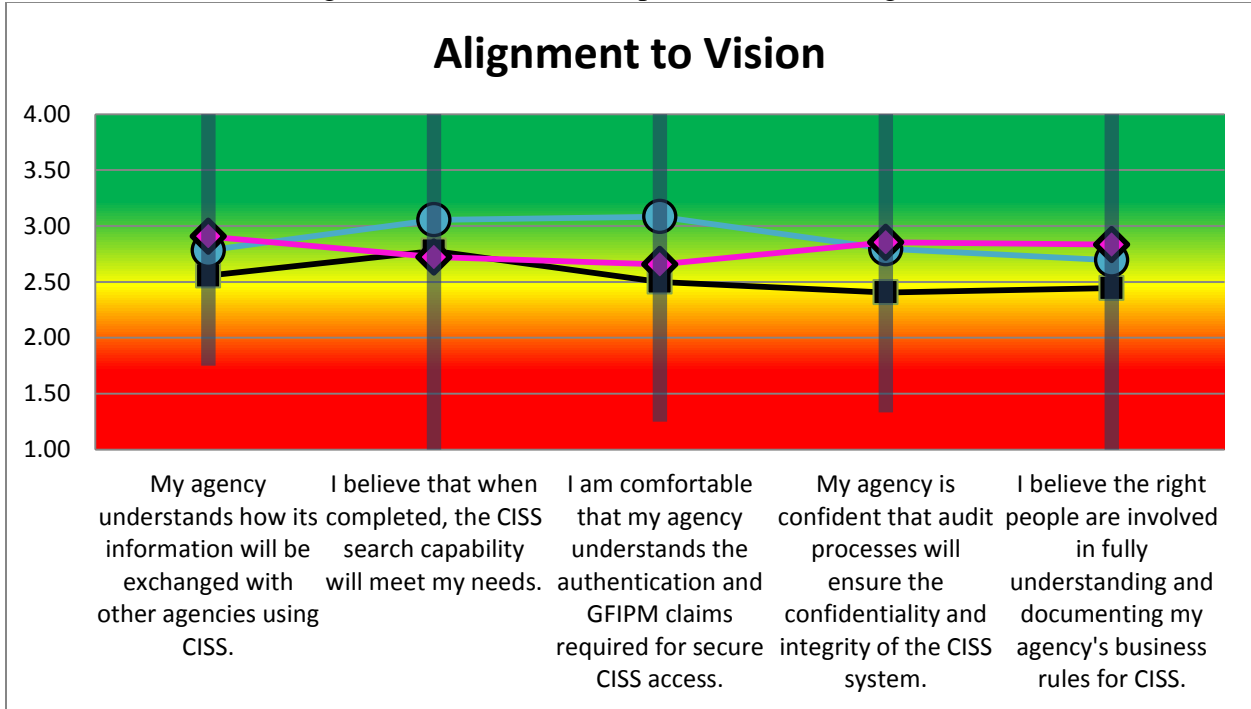 Alignment to Vision
4.00
3.50
3.00
2.50
2.00
1.50
1.00
My agency
understands how its
information will be
exchanged with
other agencies using
CISS.
I believe that when
completed, the CISS
search capability
will meet my needs.
I am comfortable
that my agency
understands the
authentication and
GFIPM claims
required for secure
CISS access.
My agency is
confident that audit
processes will
ensure the
confidentiality and
integrity of the CISS
system.
I believe the right
people are involved
in fully
understanding and
documenting my
agency's business
rules for CISS.